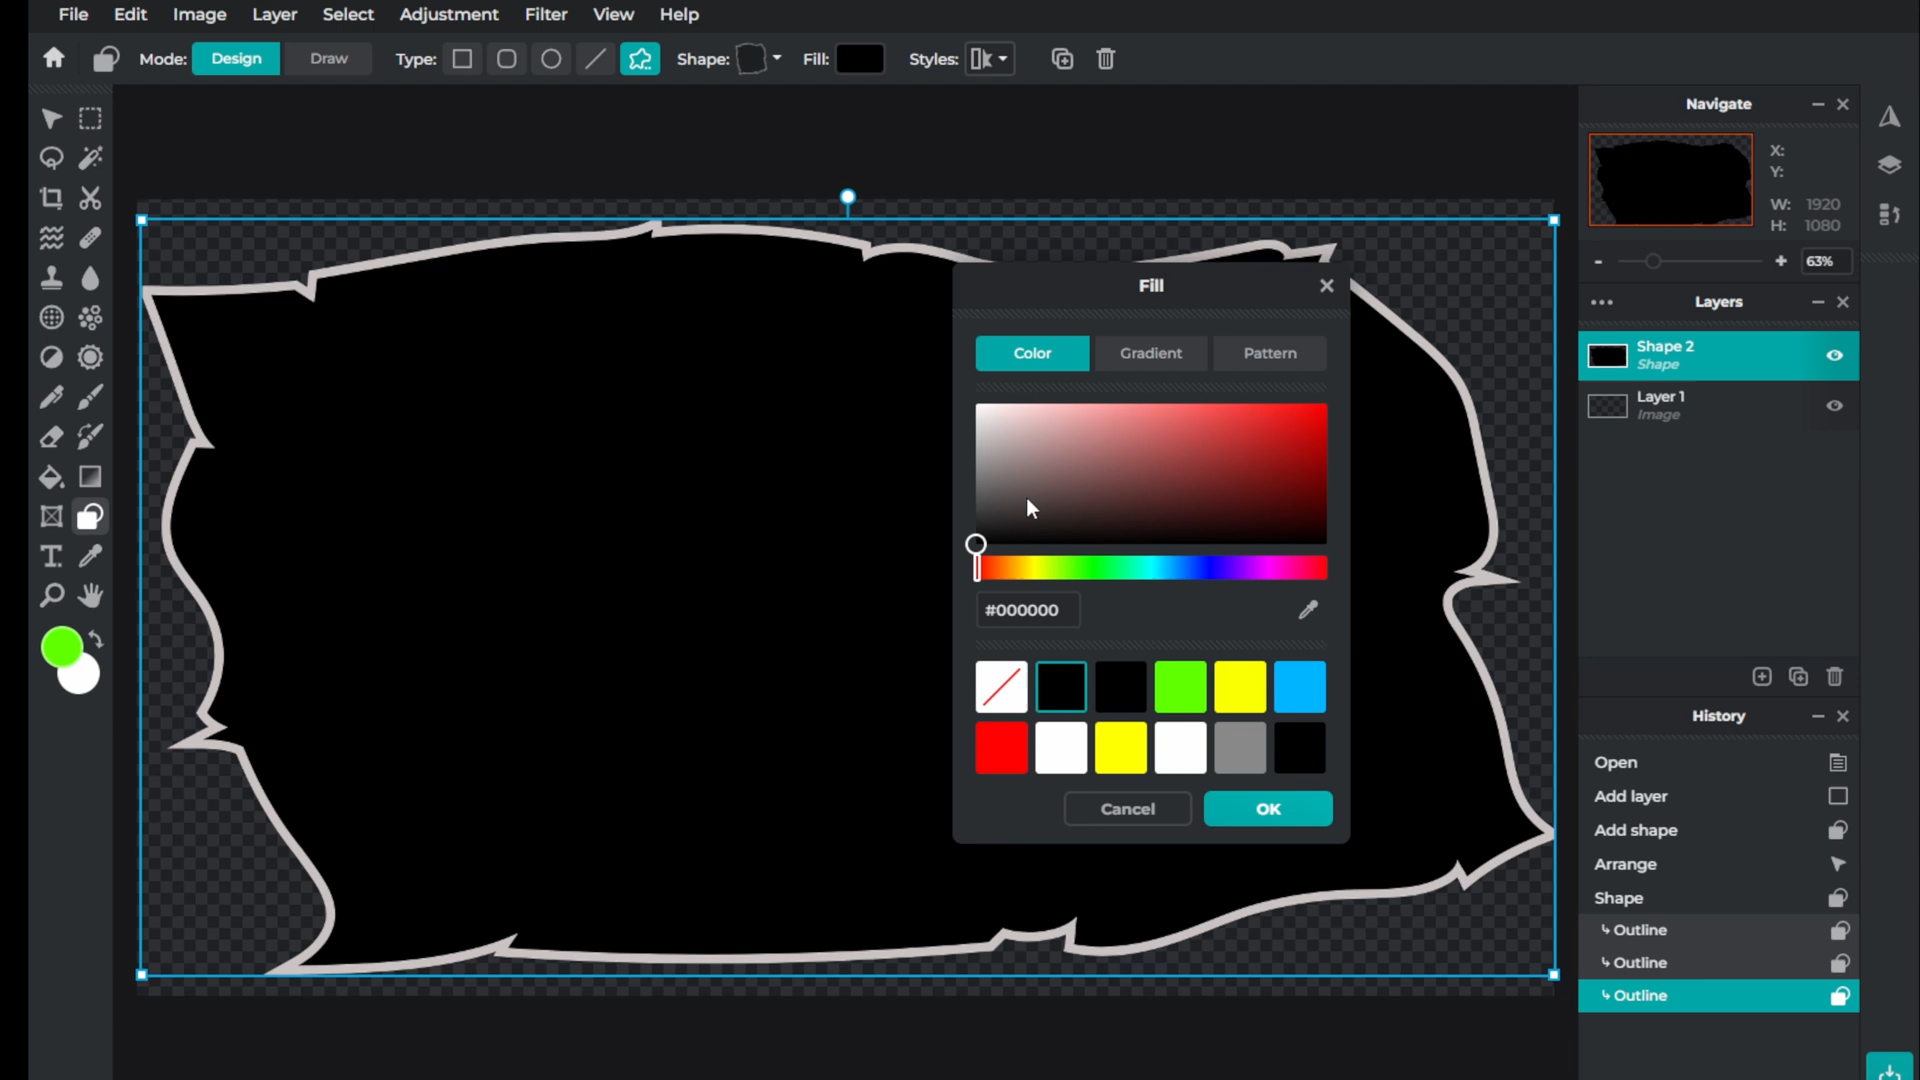 File Edit Image Layer Select Adjustment Filter View Help
Mode: Design Draw Type: Shape: Fill: Styles:
Navigate
X:
Y:
W: 1920
H: 1080
- + 63%
Fill
Color Gradient Pattern
#000000
Cancel OK
Layers
Shape 2
Shape
Layer 1
Image
History
Open
Add layer
Add shape
Arrange
Shape
Outline
Outline
Outline